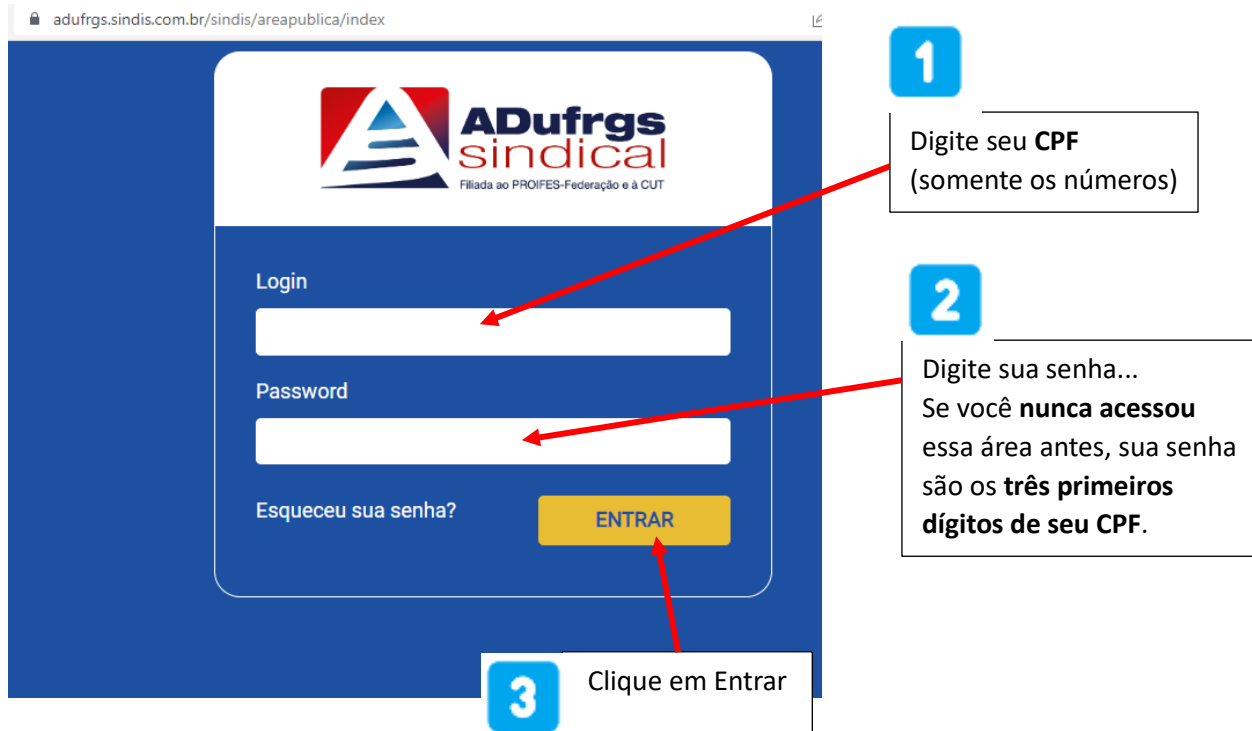 adufrgs.sindis.com.br/sindis/areapublica/index
ADufrgs
sindical
Filiada ao PROIFES-Federação e à CUT
Login
Password
Esqueceu sua senha?
ENTRAR
1
Digite seu CPF
(somente os números)
2
Digite sua senha...
Se você nunca acessou
essa área antes, sua senha
são os três primeiros
dígitos de seu CPF.
3
Clique em Entrar